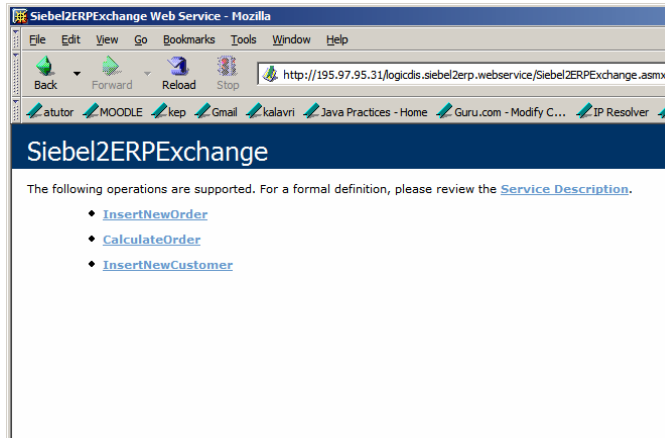 Siebel2ERPExchange Web Service - Mozilla
File Edit View Go Bookmarks Tools Window Help
Back Forward Reload Stop http://195.97.95.31/logicdis.siebel2erp.webservice/Siebel2ERPExchange.asmx
atutor MOODLE kep Gmail kalavri Java Practices - Home Guru.com - Modify C... IP Resolver
Siebel2ERPExchange
The following operations are supported. For a formal definition, please review the Service Description.
InsertNewOrder
CalculateOrder
InsertNewCustomer